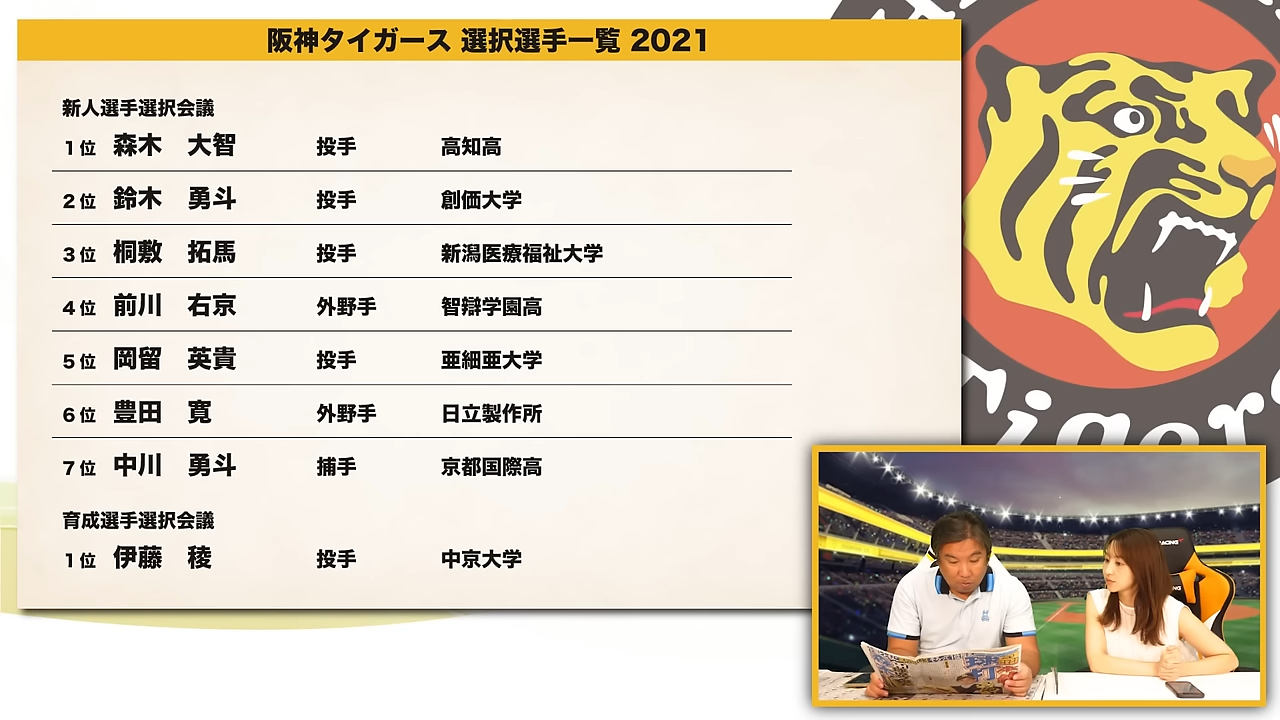 阪神タイガース 選択選手一覧 2021
新人選手選択会議
1位 森木 大智 投手 高知高
2位 鈴木 勇斗 投手 創価大学
3位 桐敷 拓馬 投手 新潟医療福祉大学
4位 前川 右京 外野手 智辯学園高
5位 岡留 英貴 投手 亜細亜大学
6位 豊田 寛 外野手 日立製作所
7位 中川 勇斗 捕手 京都国際高
育成選手選択会議
1位 伊藤 稜 投手 中京大学
Tigers